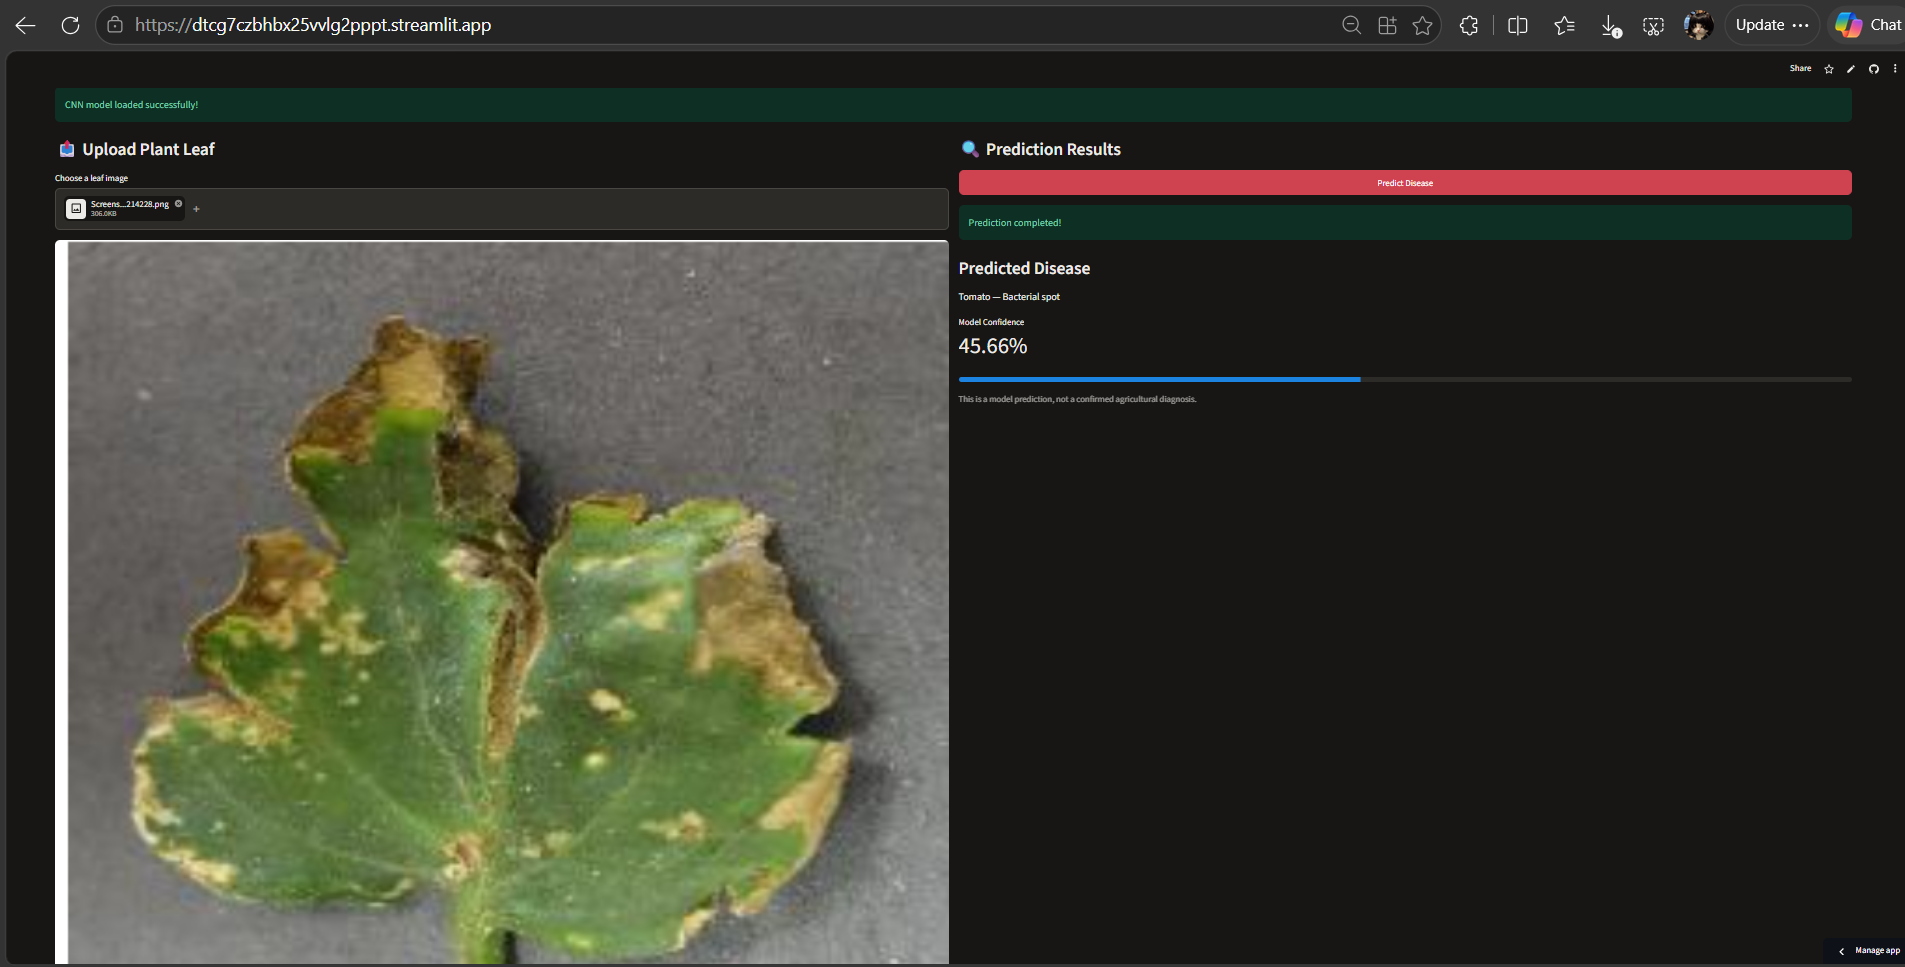 https://dtcg7czbhbx25vvlg2pppt.streamlit.app
Update
Chat
Share
CNN model loaded successfully!
Upload Plant Leaf
Choose a leaf image
Screens...214228.png
306.0KB
Prediction Results
Predict Disease
Prediction completed!
Predicted Disease
Tomato — Bacterial spot
Model Confidence
45.66%
This is a model prediction, not a confirmed agricultural diagnosis.
Manage app